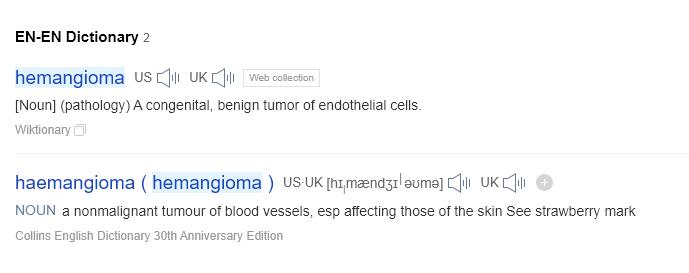 EN-EN Dictionary 2
hemangioma US UK Web collection
[Noun] (pathology) A congenital, benign tumor of endothelial cells.
Wiktionary
haemangioma ( hemangioma ) US·UK [hɪˌmændʒɪˈəʊmə] UK
NOUN a nonmalignant tumour of blood vessels, esp affecting those of the skin See strawberry mark
Collins English Dictionary 30th Anniversary Edition